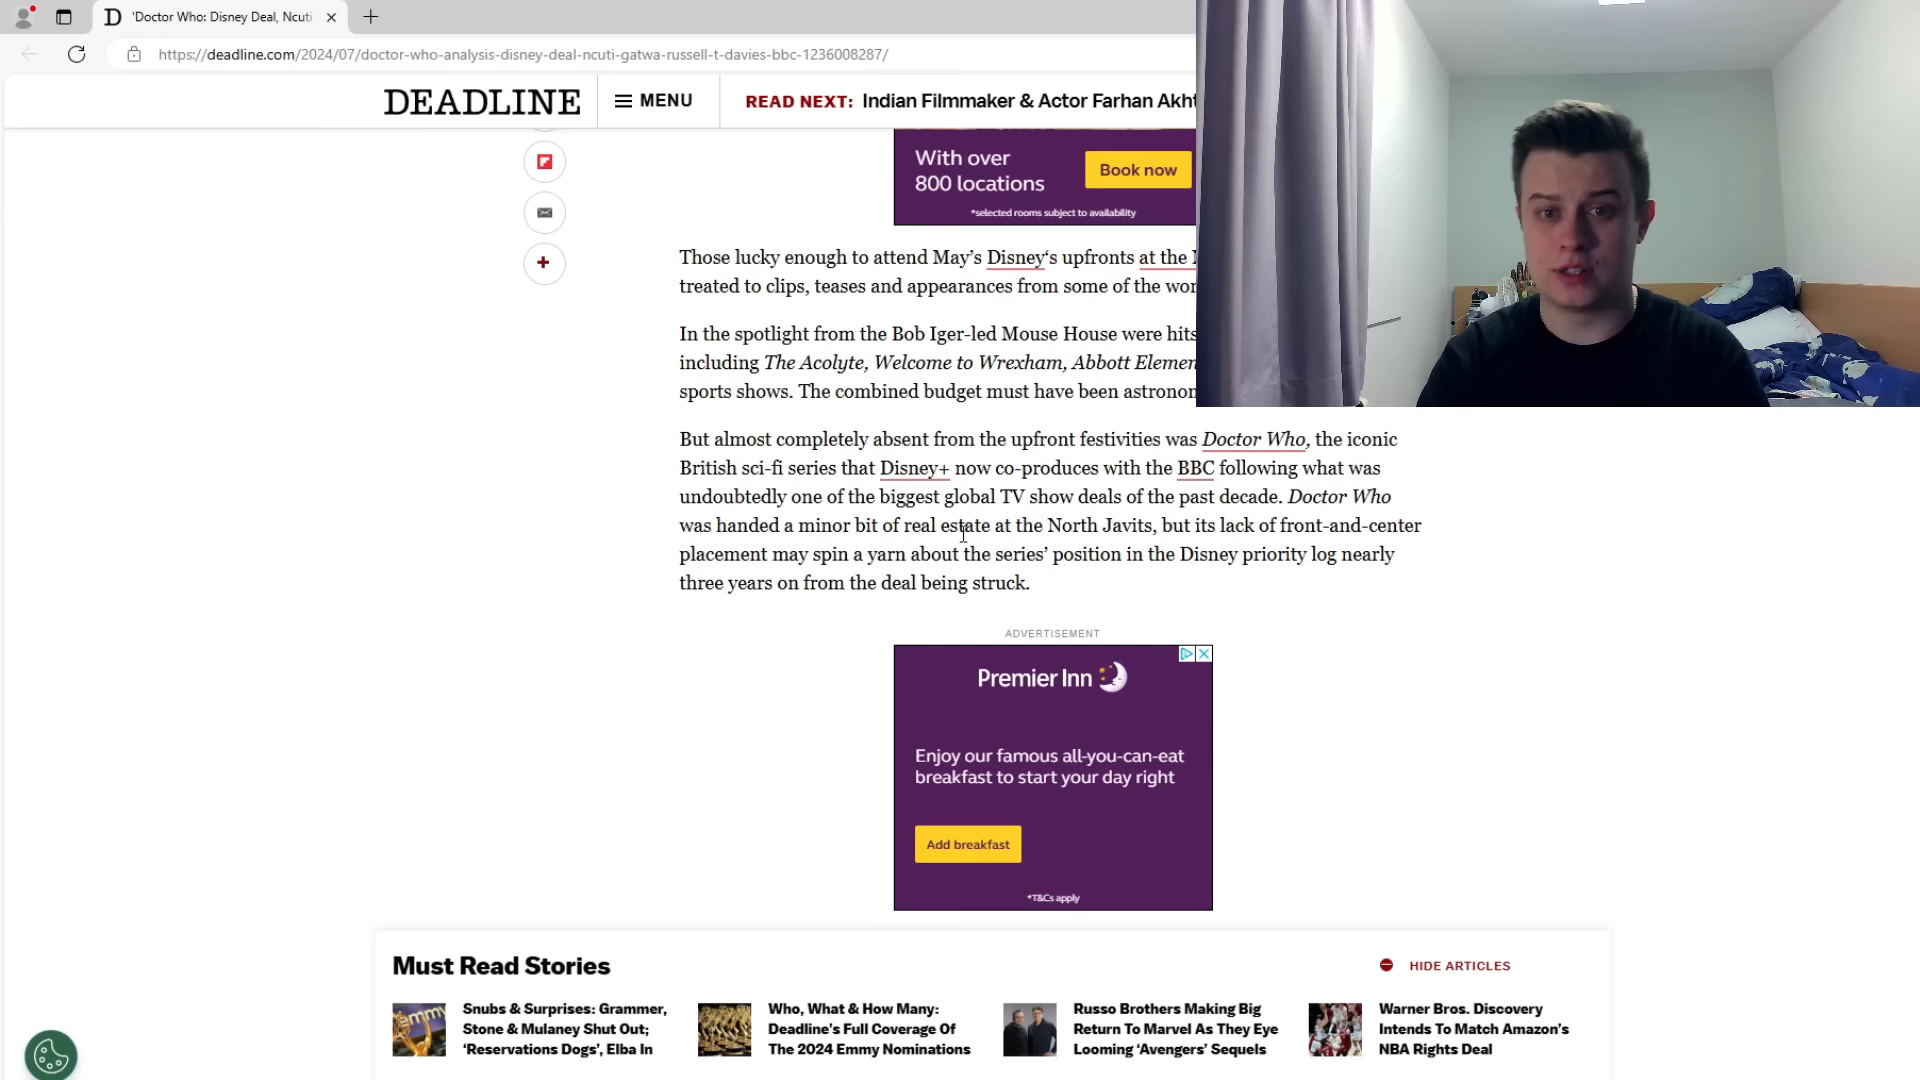 'Doctor Who: Disney Deal, Ncuti
https://deadline.com/2024/07/doctor-who-analysis-disney-deal-ncuti-gatwa-russell-t-davies-bbc-1236008287/
DEADLINE
MENU
READ NEXT: Indian Filmmaker & Actor Farhan Akht
With over
800 locations
Book now
*selected rooms subject to availability
Those lucky enough to attend May's Disney's upfronts at the
treated to clips, teases and appearances from some of the
In the spotlight from the Bob Iger-led Mouse House were hits
including The Acolyte, Welcome to Wrexham, Abbott Elemen
sports shows. The combined budget must have been astronom
But almost completely absent from the upfront festivities was Doctor Who, the iconic
British sci-fi series that Disney+ now co-produces with the BBC following what was
undoubtedly one of the biggest global TV show deals of the past decade. Doctor Who
was handed a minor bit of real estate at the North Javits, but its lack of front-and-center
placement may spin a yarn about the series' position in the Disney priority log nearly
three years on from the deal being struck.
ADVERTISEMENT
Premier Inn
Enjoy our famous all-you-can-eat
breakfast to start your day right
Add breakfast
*T&Cs apply
Must Read Stories
HIDE ARTICLES
Snubs & Surprises: Grammer,
Stone & Mulaney Shut Out;
'Reservations Dogs', Elba In
Who, What & How Many:
Deadline's Full Coverage Of
The 2024 Emmy Nominations
Russo Brothers Making Big
Return To Marvel As They Eye
Looming 'Avengers' Sequels
Warner Bros. Discovery
Intends To Match Amazon's
NBA Rights Deal